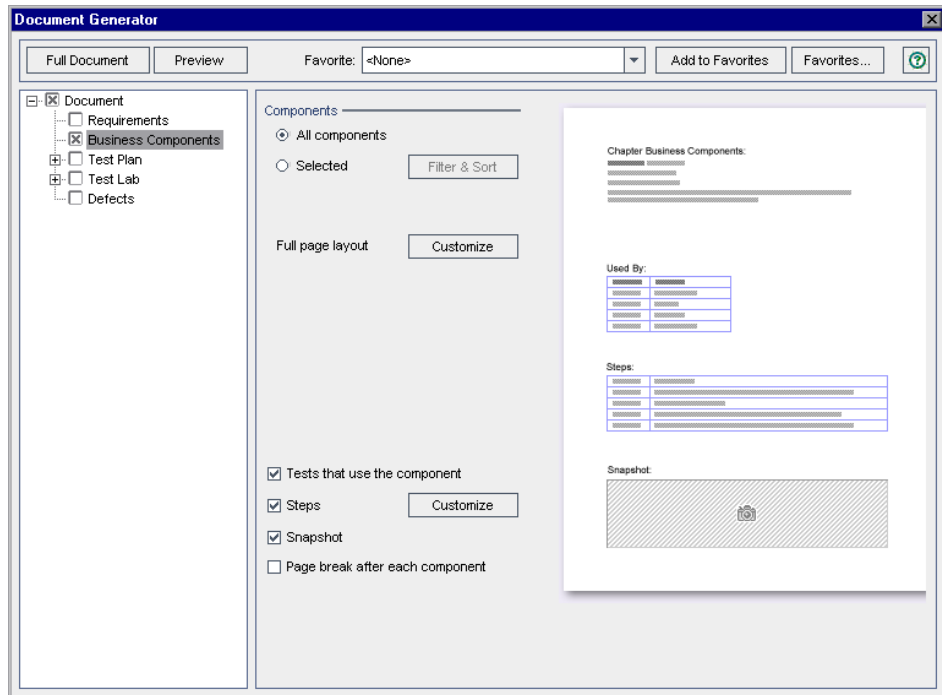 Document Generator
Full Document Preview Favorite: <None> Add to Favorites Favorites...
Document
Requirements
Business Components
Test Plan
Test Lab
Defects
Components
All components
Selected Filter & Sort
Full page layout Customize
Tests that use the component
Steps Customize
Snapshot
Page break after each component
Chapter Business Components:
Used By:
Steps:
Snapshot: